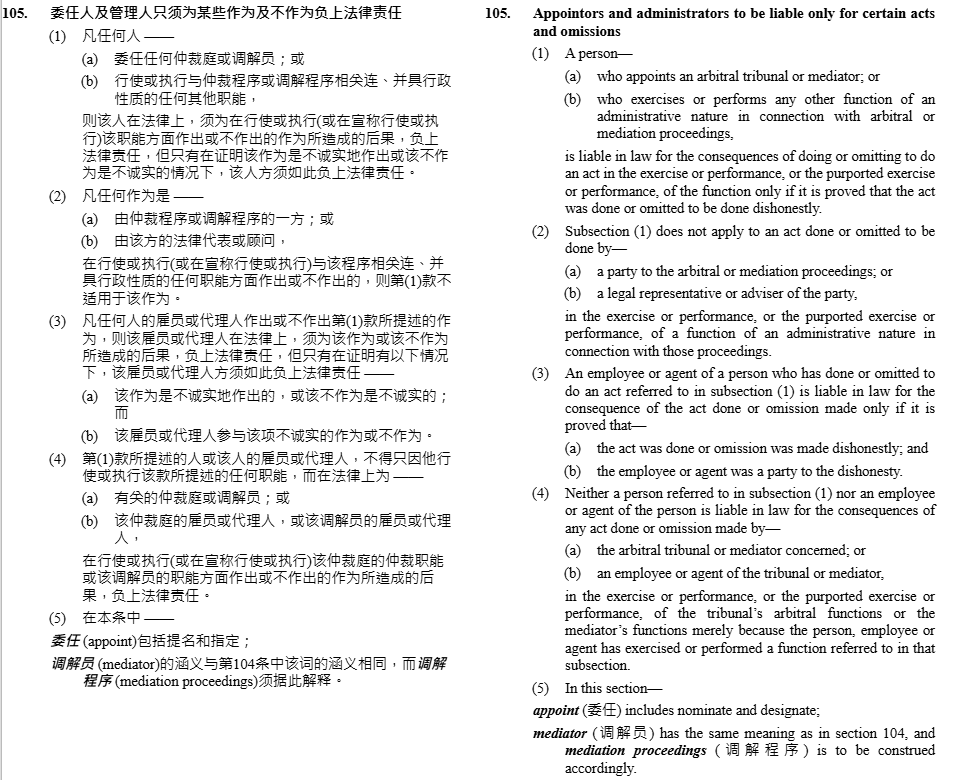 105. 委任人及管理人只须为某些作为及不作为负上法律责任
(1) 凡任何人 ——
(a) 委任任何仲裁庭或调解员；或
(b) 行使或执行与仲裁程序或调解程序相关连、并具行政
性质的任何其他职能，
则该人在法律上，须为在行使或执行(或在宣称行使或执
行)该职能方面作出或不作出的作为所造成的后果，负上
法律责任，但只有在证明该作为是不诚实地作出或该不作
为是不诚实的情况下，该人方须如此负上法律责任。
(2) 凡任何作为是 ——
(a) 由仲裁程序或调解程序的一方；或
(b) 由该方的法律代表或顾问，
在行使或执行(或在宣称行使或执行)与该程序相关连、并
具行政性质的任何职能方面作出或不作出的，则第(1)款不
适用于该作为。
(3) 凡任何人的雇员或代理人作出或不作出第(1)款所提述的作
为，则该雇员或代理人在法律上，须为该作为或该不作为
所造成的后果，负上法律责任，但只有在证明有以下情况
下，该雇员或代理人方须如此负上法律责任 ——
(a) 该作为是不诚实地作出的，或该不作为是不诚实的；
而
(b) 该雇员或代理人参与该项不诚实的作为或不作为。
(4) 第(1)款所提述的人或该人的雇员或代理人，不得只因他行
使或执行该款所提述的任何职能，而在法律上为 ——
(a) 有关的仲裁庭或调解员；或
(b) 该仲裁庭的雇员或代理人，或该调解员的雇员或代理
人，
在行使或执行(或在宣称行使或执行)该仲裁庭的仲裁职能
或该调解员的职能方面作出或不作出的作为所造成的后
果，负上法律责任。
(5) 在本条中 ——
委任 (appoint)包括提名和指定；
调解员 (mediator)的涵义与第104条中该词的涵义相同，而调解
程序 (mediation proceedings)须据此解释。
105. Appointors and administrators to be liable only for certain acts
and omissions
(1) A person—
(a) who appoints an arbitral tribunal or mediator; or
(b) who exercises or performs any other function of an
administrative nature in connection with arbitral or
mediation proceedings,
is liable in law for the consequences of doing or omitting to do
an act in the exercise or performance, or the purported exercise
or performance, of the function only if it is proved that the act
was done or omitted to be done dishonestly.
(2) Subsection (1) does not apply to an act done or omitted to be
done by—
(a) a party to the arbitral or mediation proceedings; or
(b) a legal representative or adviser of the party,
in the exercise or performance, or the purported exercise or
performance, of a function of an administrative nature in
connection with those proceedings.
(3) An employee or agent of a person who has done or omitted to
do an act referred to in subsection (1) is liable in law for the
consequence of the act done or omission made only if it is
proved that—
(a) the act was done or omission was made dishonestly; and
(b) the employee or agent was a party to the dishonesty.
(4) Neither a person referred to in subsection (1) nor an employee
or agent of the person is liable in law for the consequences of
any act done or omission made by—
(a) the arbitral tribunal or mediator concerned; or
(b) an employee or agent of the tribunal or mediator,
in the exercise or performance, or the purported exercise or
performance, of the tribunal’s arbitral functions or the
mediator’s functions merely because the person, employee or
agent has exercised or performed a function referred to in that
subsection.
(5) In this section—
appoint (委任) includes nominate and designate;
mediator (调解员) has the same meaning as in section 104, and
mediation proceedings (调解程序) is to be construed
accordingly.